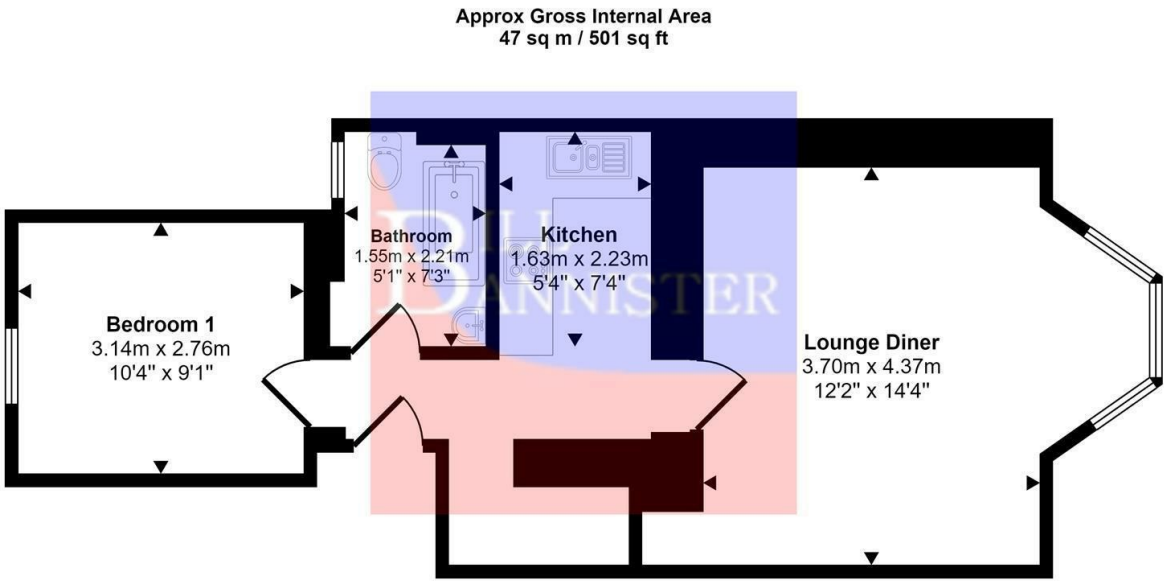 Approx Gross Internal Area
47 sq m / 501 sq ft
BILL
BANNISTER
Bathroom
1.55m x 2.21m
5'1" x 7'3"
Kitchen
1.63m x 2.23m
5'4" x 7'4"
Bedroom 1
3.14m x 2.76m
10'4" x 9'1"
Lounge Diner
3.70m x 4.37m
12'2" x 14'4"